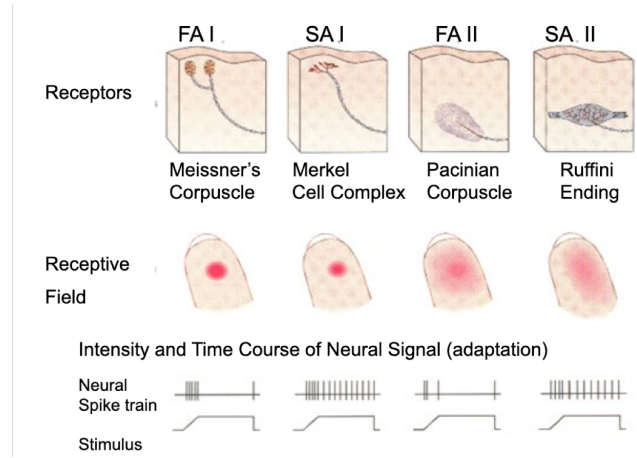 FA I SA I FA II SA II
Receptors
Meissner's Merkel Pacinian Ruffini
Corpuscle Cell Complex Corpuscle Ending
Receptive
Field
Intensity and Time Course of Neural Signal (adaptation)
Neural
Spike train
Stimulus